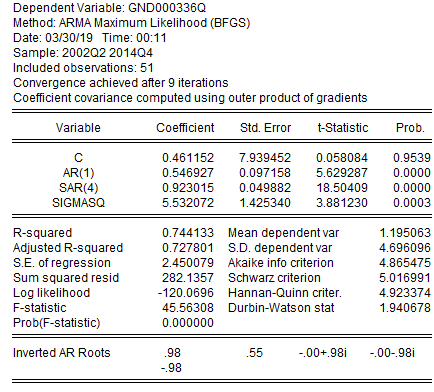 Dependent Variable: GND000336Q
Method: ARMA Maximum Likelihood (BFGS)
Date: 03/30/19 Time: 00:11
Sample: 2002Q2 2014Q4
Included observations: 51
Convergence achieved after 9 iterations
Coefficient covariance computed using outer product of gradients
Variable Coefficient Std. Error t-Statistic Prob.
C 0.461152 7.939452 0.058084 0.9539
AR(1) 0.546927 0.097158 5.629287 0.0000
SAR(4) 0.923015 0.049882 18.50409 0.0000
SIGMASQ 5.532072 1.425340 3.881230 0.0003
R-squared 0.744133 Mean dependent var 1.195063
Adjusted R-squared 0.727801 S.D. dependent var 4.696096
S.E. of regression 2.450079 Akaike info criterion 4.865475
Sum squared resid 282.1357 Schwarz criterion 5.016991
Log likelihood -120.0696 Hannan-Quinn criter. 4.923374
F-statistic 45.56308 Durbin-Watson stat 1.940678
Prob(F-statistic) 0.000000
Inverted AR Roots .98 .55 -.00+.98i -.00-.98i
-.98